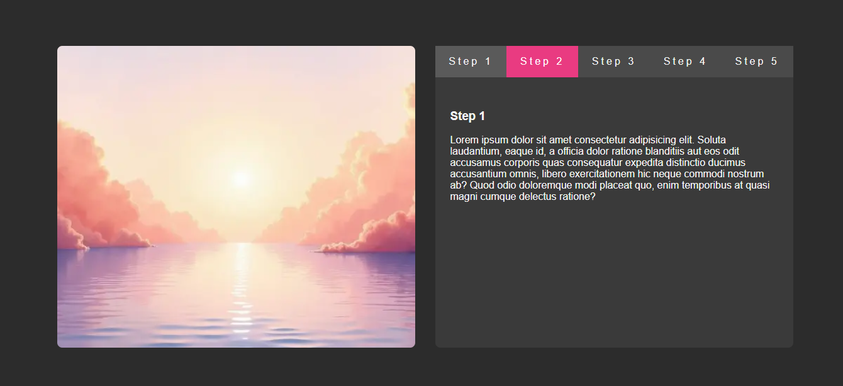 Step 1 Step 2 Step 3 Step 4 Step 5
Step 1
Lorem ipsum dolor sit amet consectetur adipisicing elit. Soluta
laudantium, eaque id, a officia dolor ratione blanditiis aut eos odit
accusamus corporis quas consequatur expedita distinctio ducimus
accusantium omnis, libero exercitationem hic neque commodi nostrum
ab? Quod odio doloremque modi placeat quo, enim temporibus at quasi
magni cumque delectus ratione?